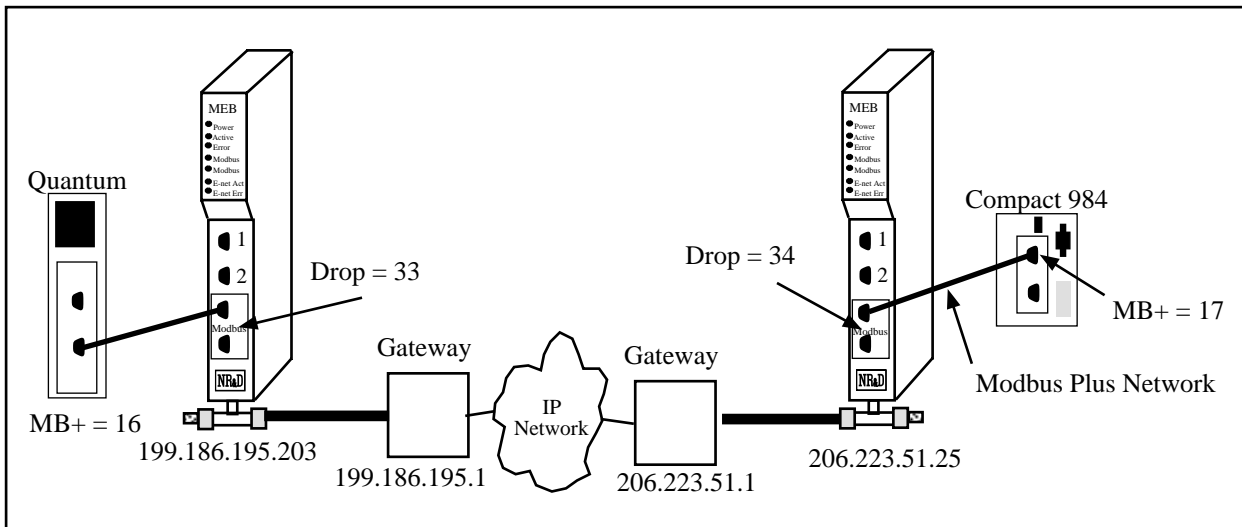 MEB
Power
Active
Error
Modbus
Modbus
E-net Act
E-net Err
1
2
Modbus
NR&D
Quantum
MB+ = 16
Drop = 33
199.186.195.203
Gateway
199.186.195.1
IP
Network
Gateway
206.223.51.1
Drop = 34
MEB
Power
Active
Error
Modbus
Modbus
E-net Act
E-net Err
1
2
Modbus
NR&D
206.223.51.25
Compact 984
MB+ = 17
Modbus Plus Network